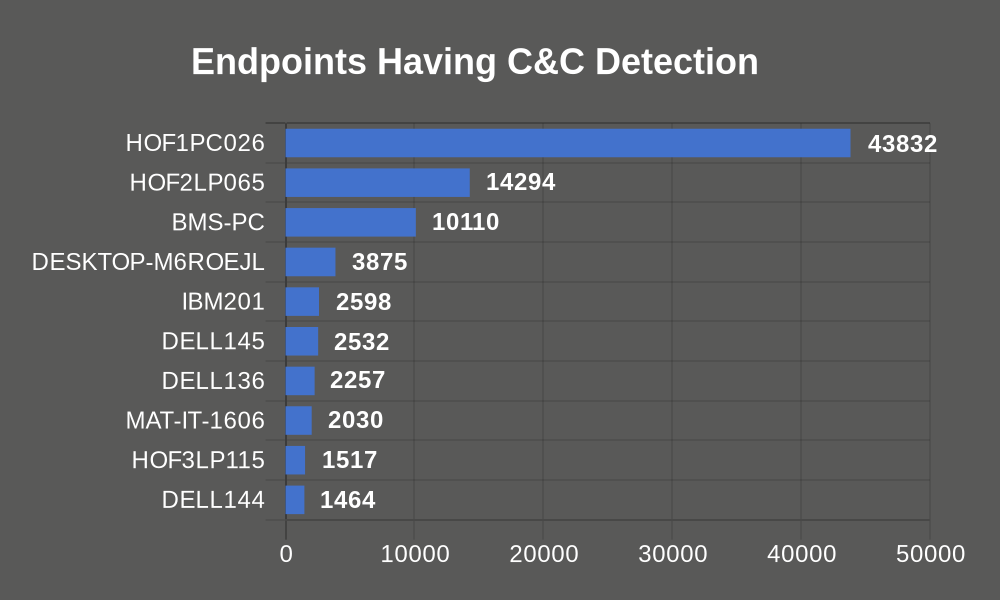 Endpoints Having C&C Detection
HOF1PC026 43832
HOF2LP065 14294
BMS-PC 10110
DESKTOP-M6ROEJL 3875
IBM201 2598
DELL145 2532
DELL136 2257
MAT-IT-1606 2030
HOF3LP115 1517
DELL144 1464
0 10000 20000 30000 40000 50000